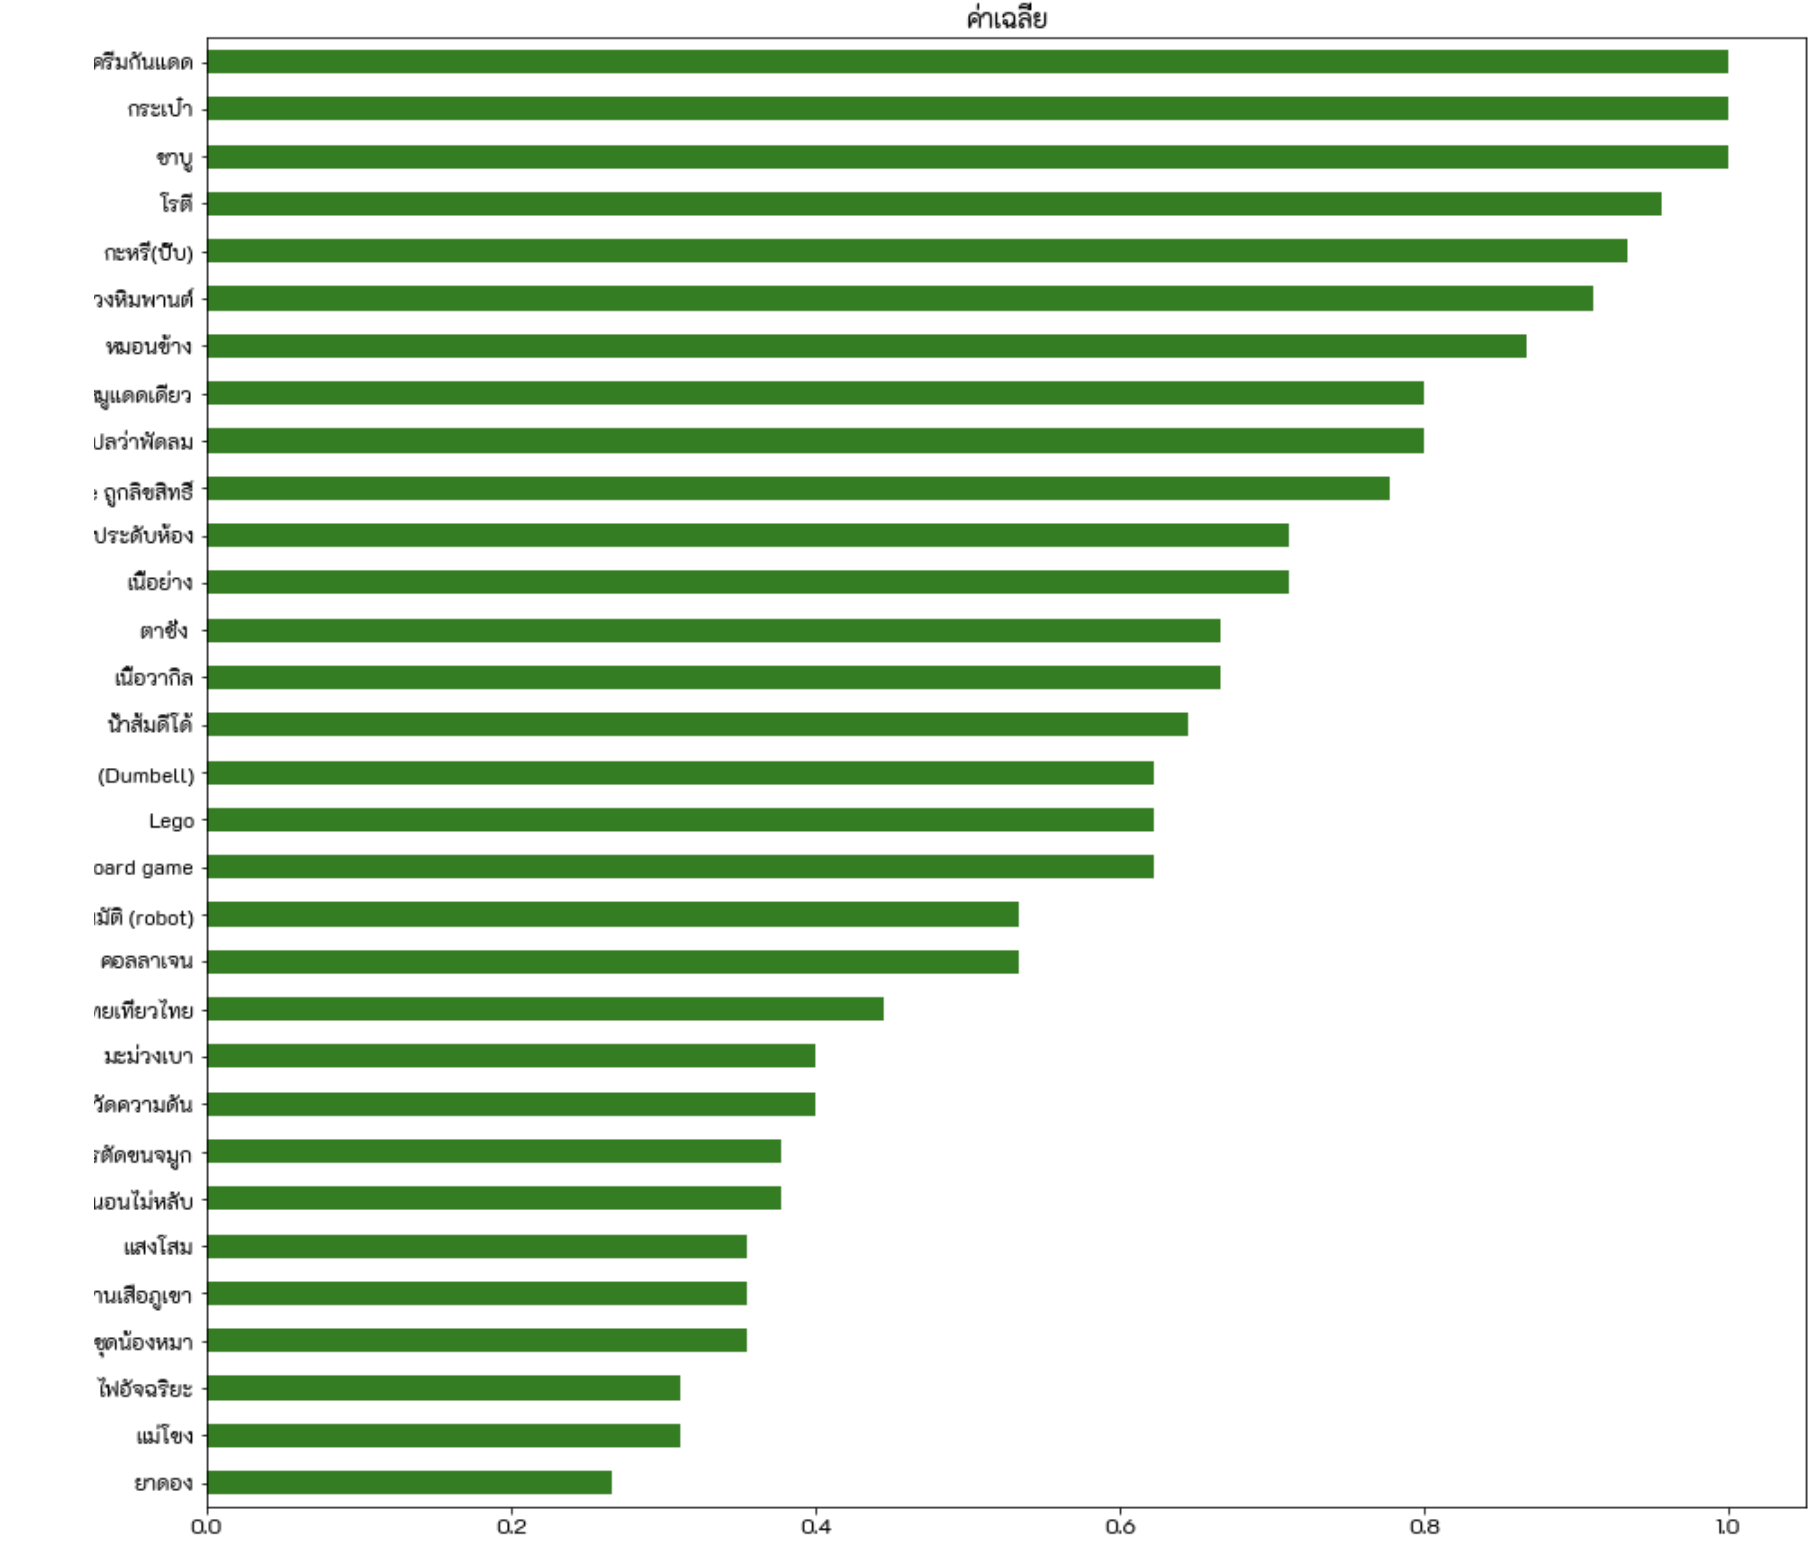 ค่าเฉลี่ย
ครีมกันแดด
กระเป๋า
ชาบู
โรตี
กะหรี่(ปั๊บ)
วงหิมพานต์
หมอนข้าง
หมูแดดเดียว
ปลว่าพัดลม
ถูกลิขสิทธิ์
ประดับห้อง
เนื้อย่าง
ตาชั่ง
เนื้อวากิล
น้ำส้มดีโด้
(Dumbell)
Lego
oard game
มัติ (robot)
คอลลาเจน
ทยเที่ยวไทย
มะม่วงเบา
วัดความดัน
รตัดขนจมูก
นอนไม่หลับ
แสงโสม
านเสือภูเขา
ชุดน้องหมา
ไฟอัจฉริยะ
แม่โขง
ยาดอง
0.0 0.2 0.4 0.6 0.8 1.0